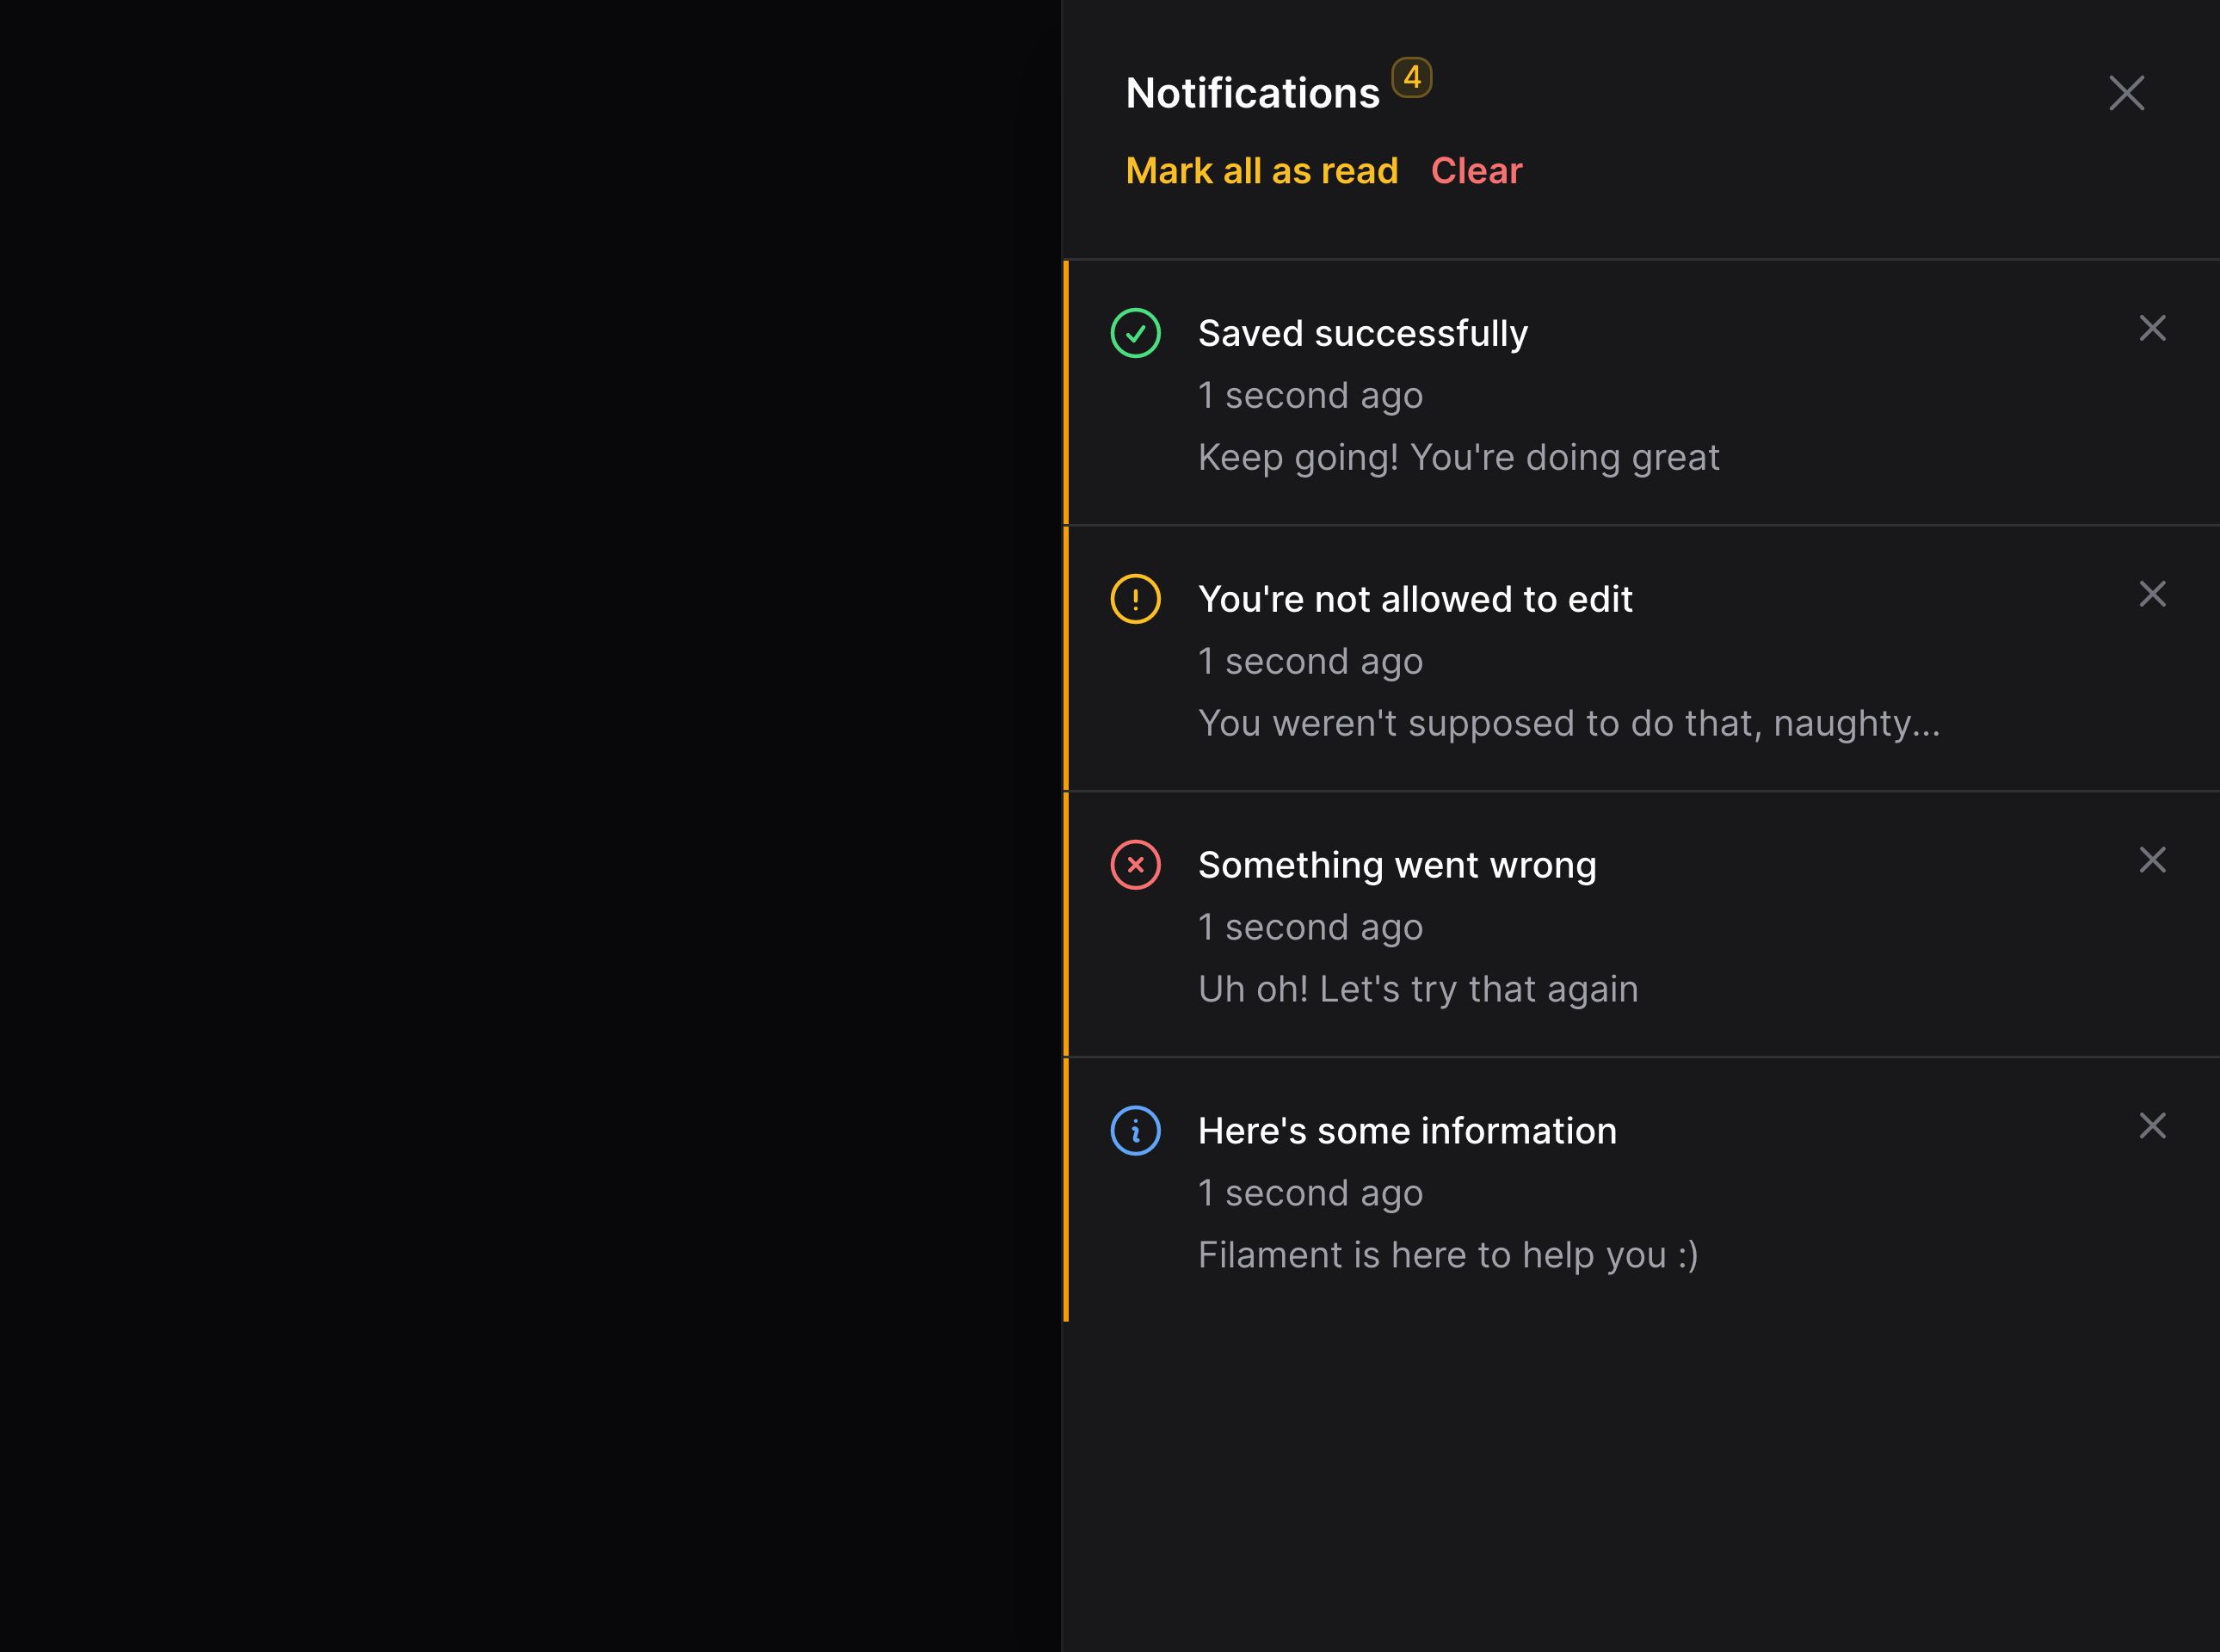 Notifications 4
Mark all as read Clear
Saved successfully
1 second ago
Keep going! You're doing great
You're not allowed to edit
1 second ago
You weren't supposed to do that, naughty...
Something went wrong
1 second ago
Uh oh! Let's try that again
Here's some information
1 second ago
Filament is here to help you :)